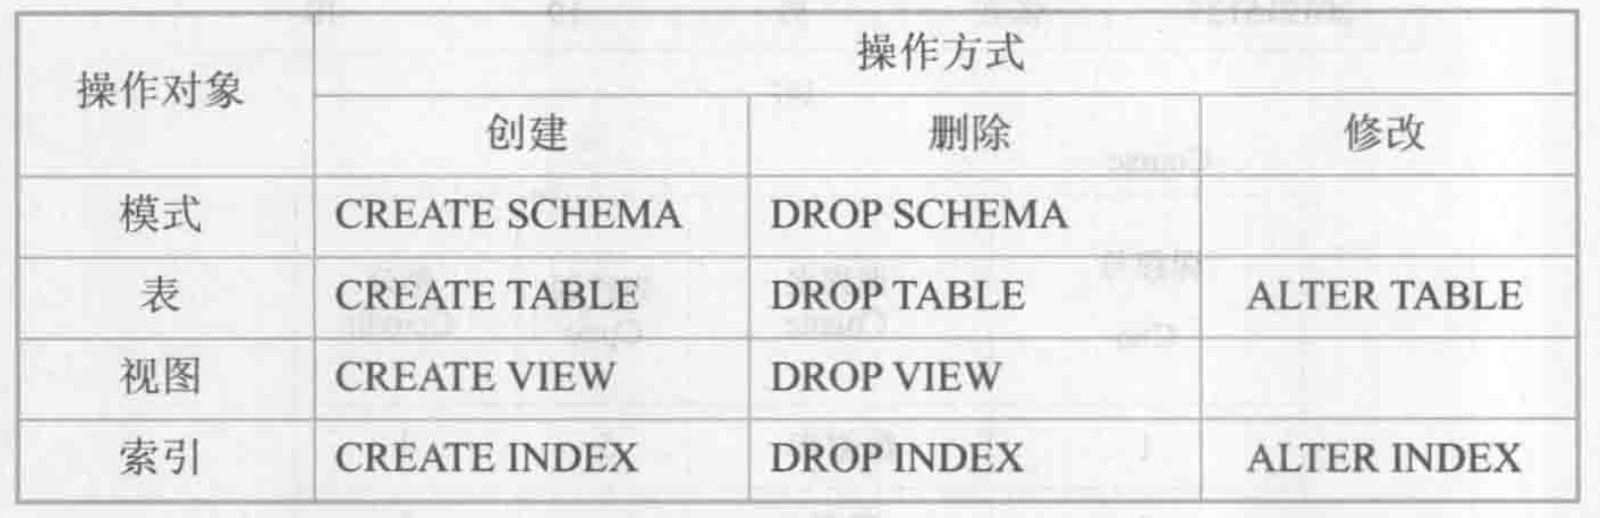 操作对象
操作方式
创建 删除 修改
模式 CREATE SCHEMA DROP SCHEMA
表 CREATE TABLE DROP TABLE ALTER TABLE
视图 CREATE VIEW DROP VIEW
索引 CREATE INDEX DROP INDEX ALTER INDEX